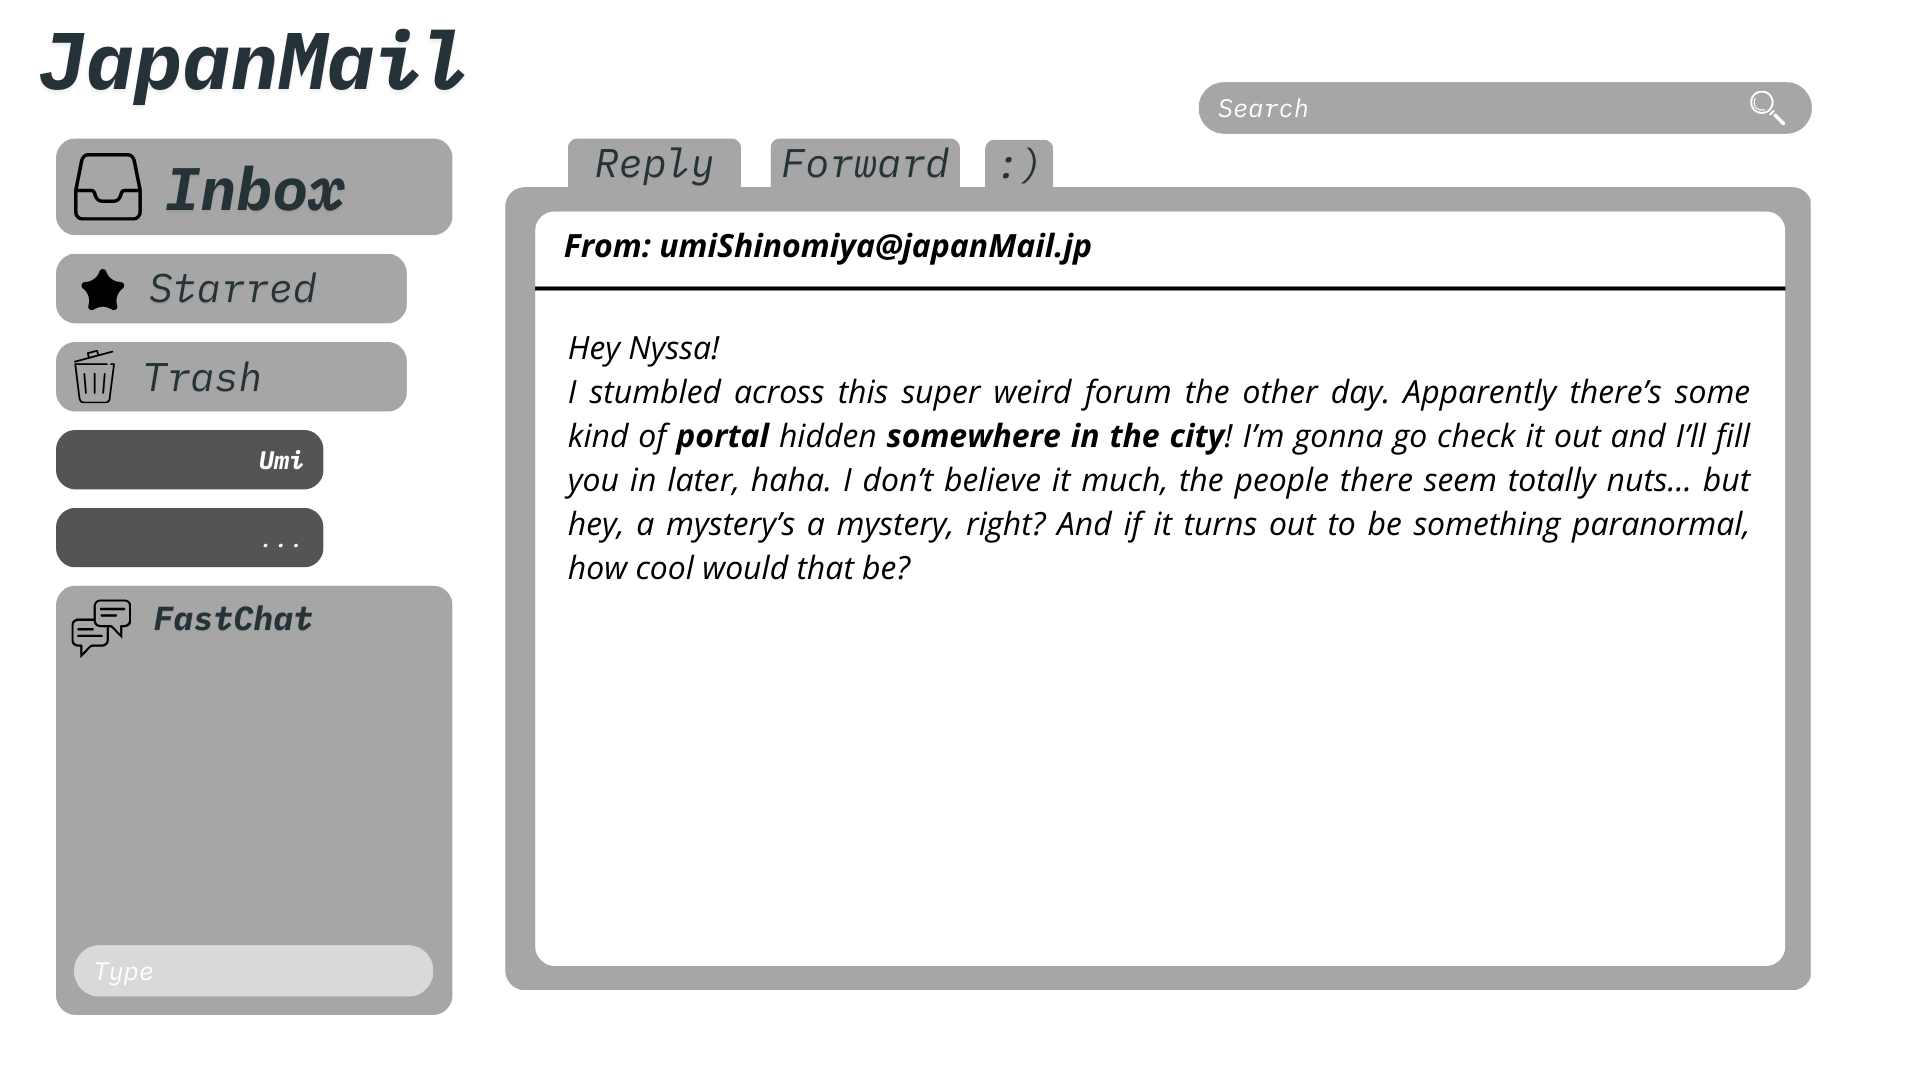 JapanMail
Search
Inbox
Starred
Trash
Umi
...
FastChat
Type
Reply
Forward
:)
From: umiShinomiya@japanMail.jp
Hey Nyssa!
I stumbled across this super weird forum the other day. Apparently there’s some
kind of portal hidden somewhere in the city! I’m gonna go check it out and I’ll fill
you in later, haha. I don’t believe it much, the people there seem totally nuts... but
hey, a mystery’s a mystery, right? And if it turns out to be something paranormal,
how cool would that be?